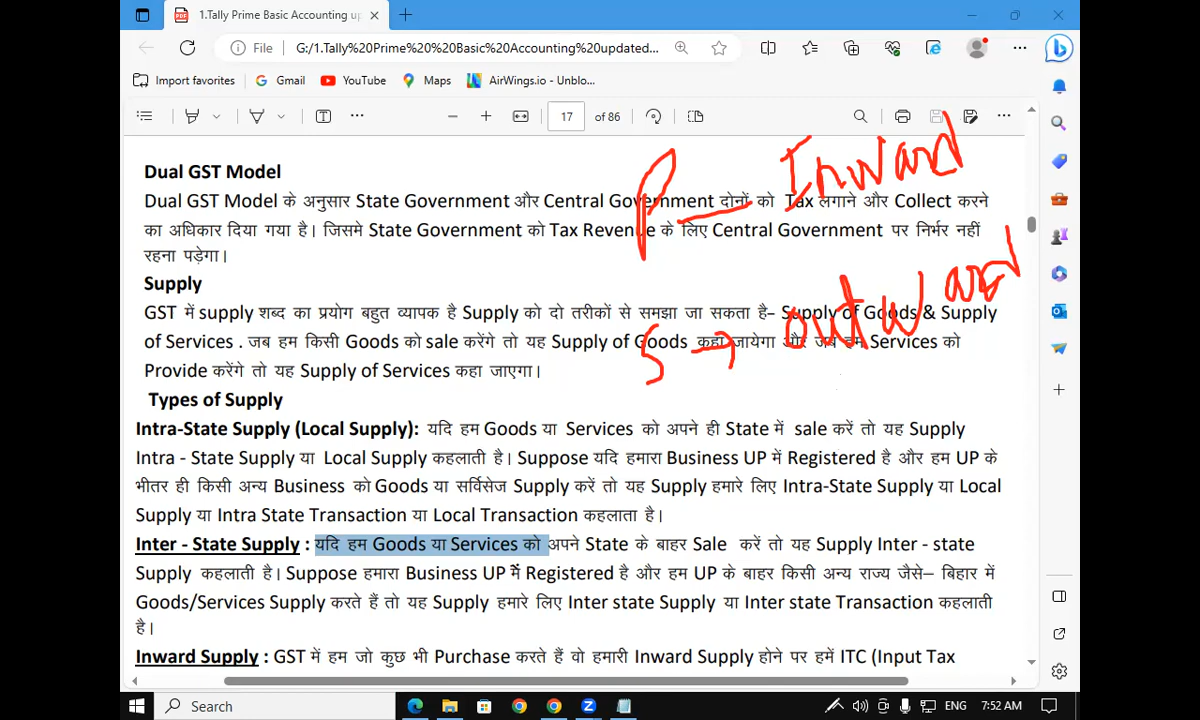 1.Tally Prime Basic Accounting up
File
G:/1.Tally%20Prime%20%20Basic%20Accounting%20updated...
Import favorites
Gmail
YouTube
Maps
AirWings.io - Unblo...
17
of 86
P – Inward
Dual GST Model
Dual GST Model के अनुसार State Government और Central Government दोनों को Tax लगाने और Collect करने
का अधिकार दिया गया है। जिसमे State Government को Tax Revenue के लिए Central Government पर निर्भर नहीं
रहना पड़ेगा।
Supply
GST में supply शब्द का प्रयोग बहुत व्यापक है Supply को दो तरीकों से समझा जा सकता है– Supply of Goods & Supply
S → outward
of Services . जब हम किसी Goods को sale करेंगे तो यह Supply of Goods कहा जायेगा और जब हम Services को
Provide करेंगे तो यह Supply of Services कहा जाएगा।
Types of Supply
Intra-State Supply (Local Supply): यदि हम Goods या Services को अपने ही State में sale करें तो यह Supply
Intra - State Supply या Local Supply कहलाती है। Suppose यदि हमारा Business UP में Registered है और हम UP के
भीतर ही किसी अन्य Business को Goods या सर्विसेज Supply करें तो यह Supply हमारे लिए Intra-State Supply या Local
Supply या Intra State Transaction या Local Transaction कहलाता है।
Inter - State Supply : यदि हम Goods या Services को अपने State के बाहर Sale करें तो यह Supply Inter - state
Supply कहलाती है। Suppose हमारा Business UP में Registered है और हम UP के बाहर किसी अन्य राज्य जैसे– बिहार में
Goods/Services Supply करते हैं तो यह Supply हमारे लिए Inter state Supply या Inter state Transaction कहलाती
है।
Inward Supply : GST में हम जो कुछ भी Purchase करते हैं वो हमारी Inward Supply होने पर हमें ITC (Input Tax
Search
ENG
7:52 AM